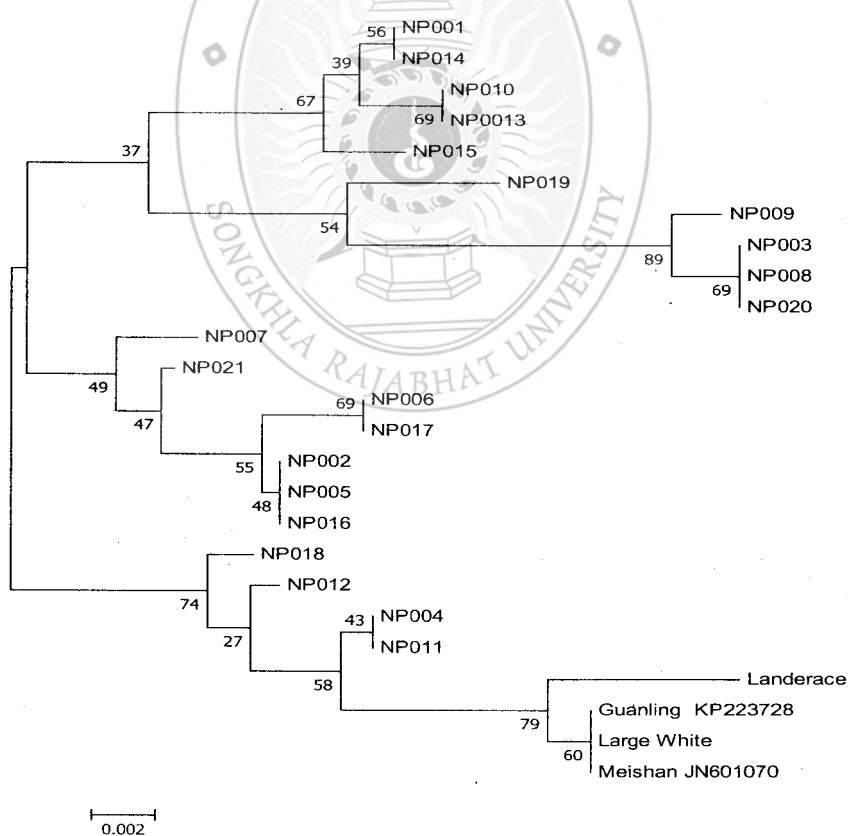 56
NP001
NP014
39
67
NP010
69
NP0013
NP015
37
NP019
54
NP009
NP003
89
NP008
69
NP020
NP007
NP021
49
47
69
NP006
NP017
55
NP002
48
NP005
NP016
NP018
74
NP012
27
43
NP004
NP011
58
Landerace
79
Guanling KP223728
60
Large White
Meishan JN601070
0.002
SONGKHLA RAJABHAT UNIVERSITY